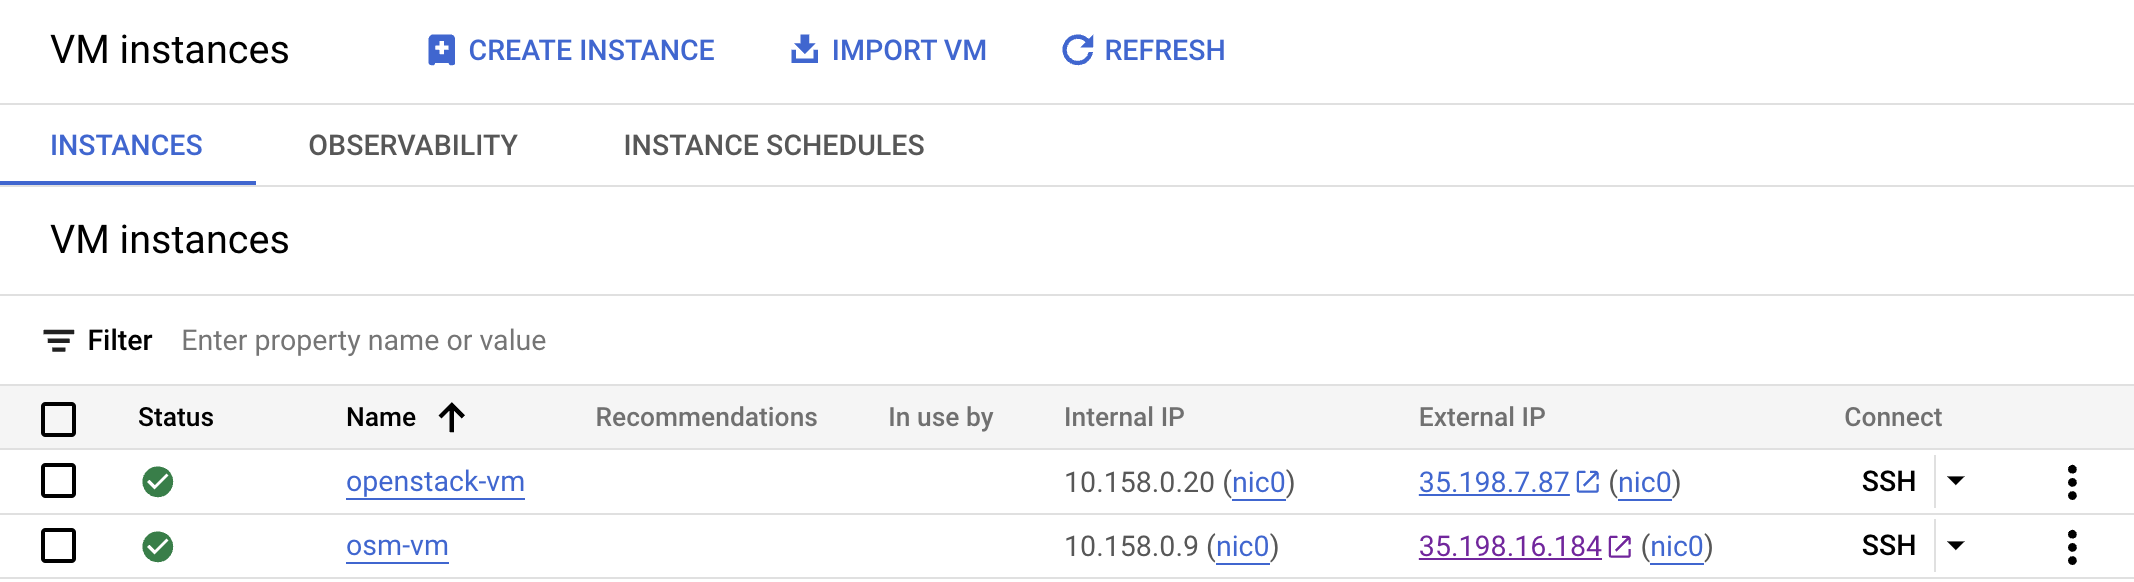 VM instances CREATE INSTANCE IMPORT VM REFRESH
INSTANCES OBSERVABILITY INSTANCE SCHEDULES
VM instances
Filter Enter property name or value
Status Name Recommendations In use by Internal IP External IP Connect
openstack-vm 10.158.0.20 (nic0) 35.198.7.87 (nic0) SSH
osm-vm 10.158.0.9 (nic0) 35.198.16.184 (nic0) SSH